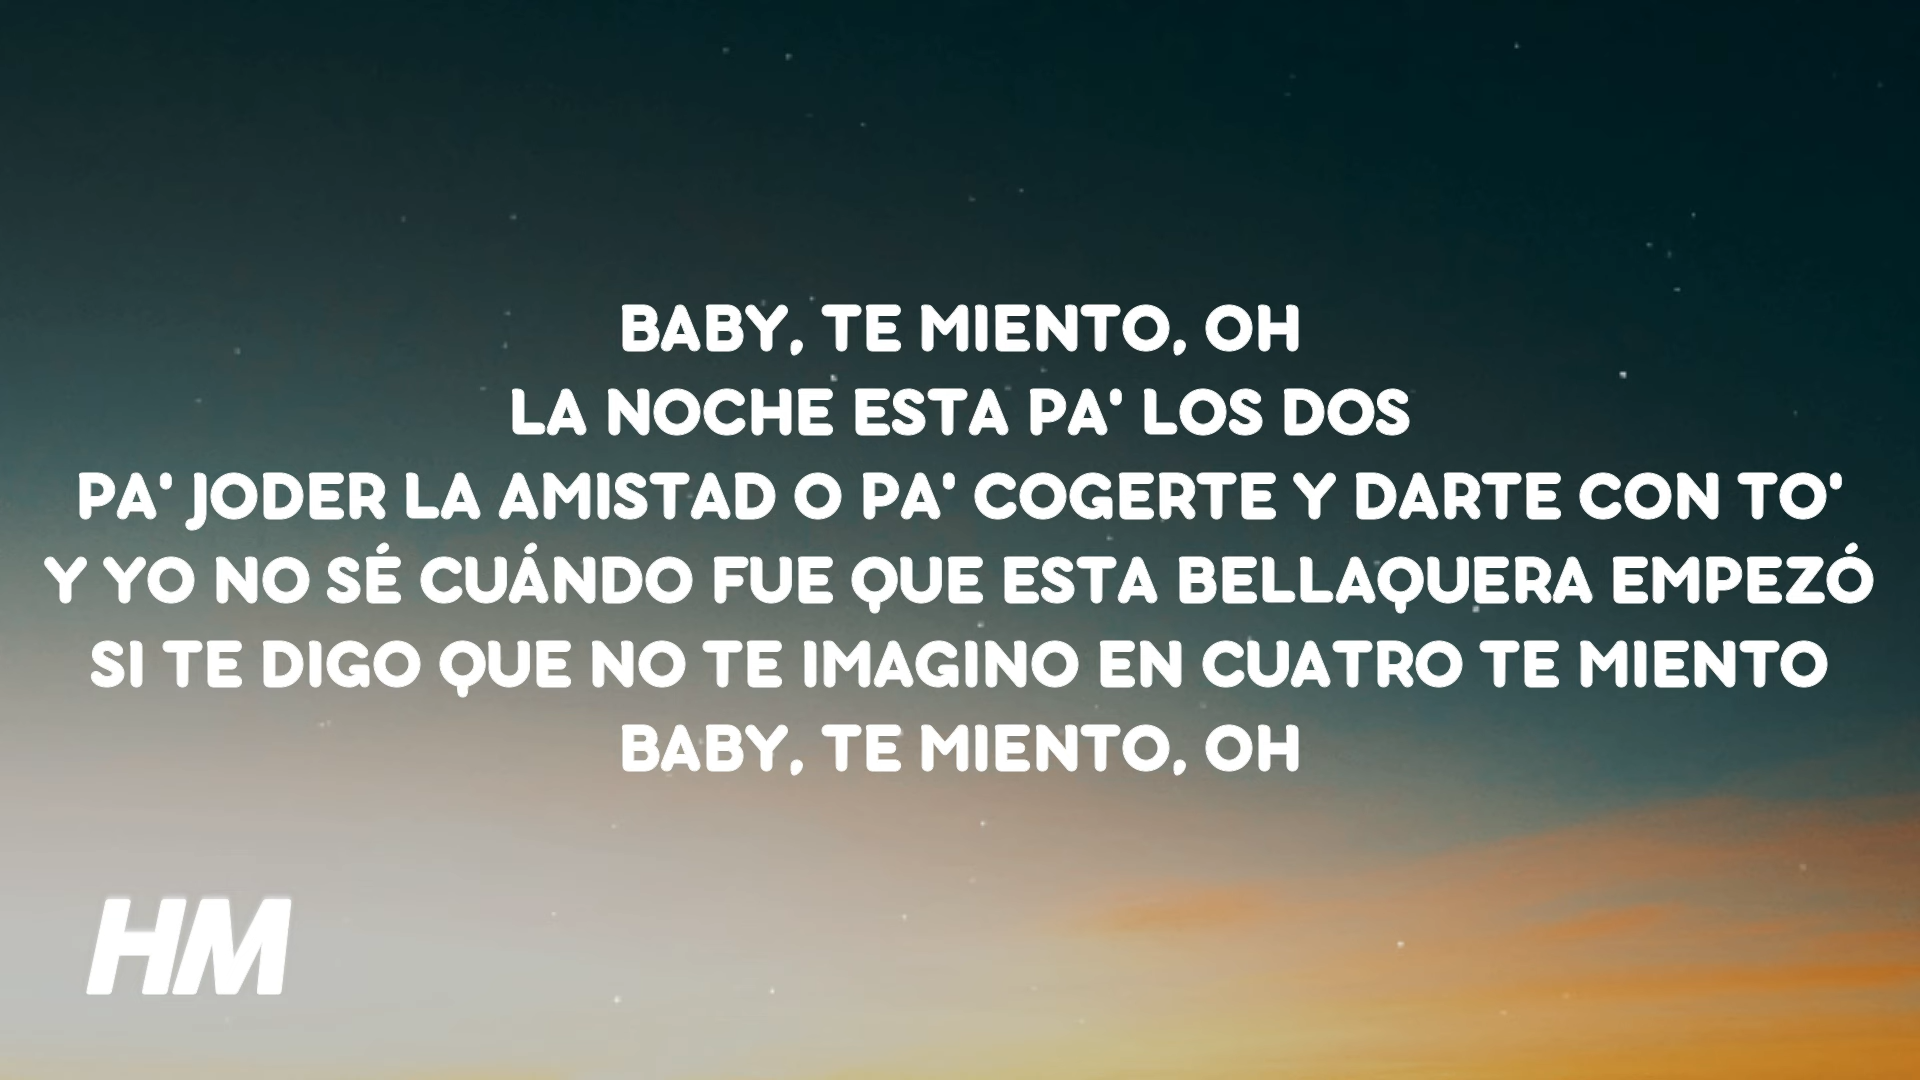 BABY, TE MIENTO, OH
LA NOCHE ESTA PA' LOS DOS
PA' JODER LA AMISTAD O PA' COGERTE Y DARTE CON TO'
Y YO NO SÉ CUÁNDO FUE QUE ESTA BELLAQUERA EMPEZÓ
SI TE DIGO QUE NO TE IMAGINO EN CUATRO TE MIENTO
BABY, TE MIENTO, OH
HM